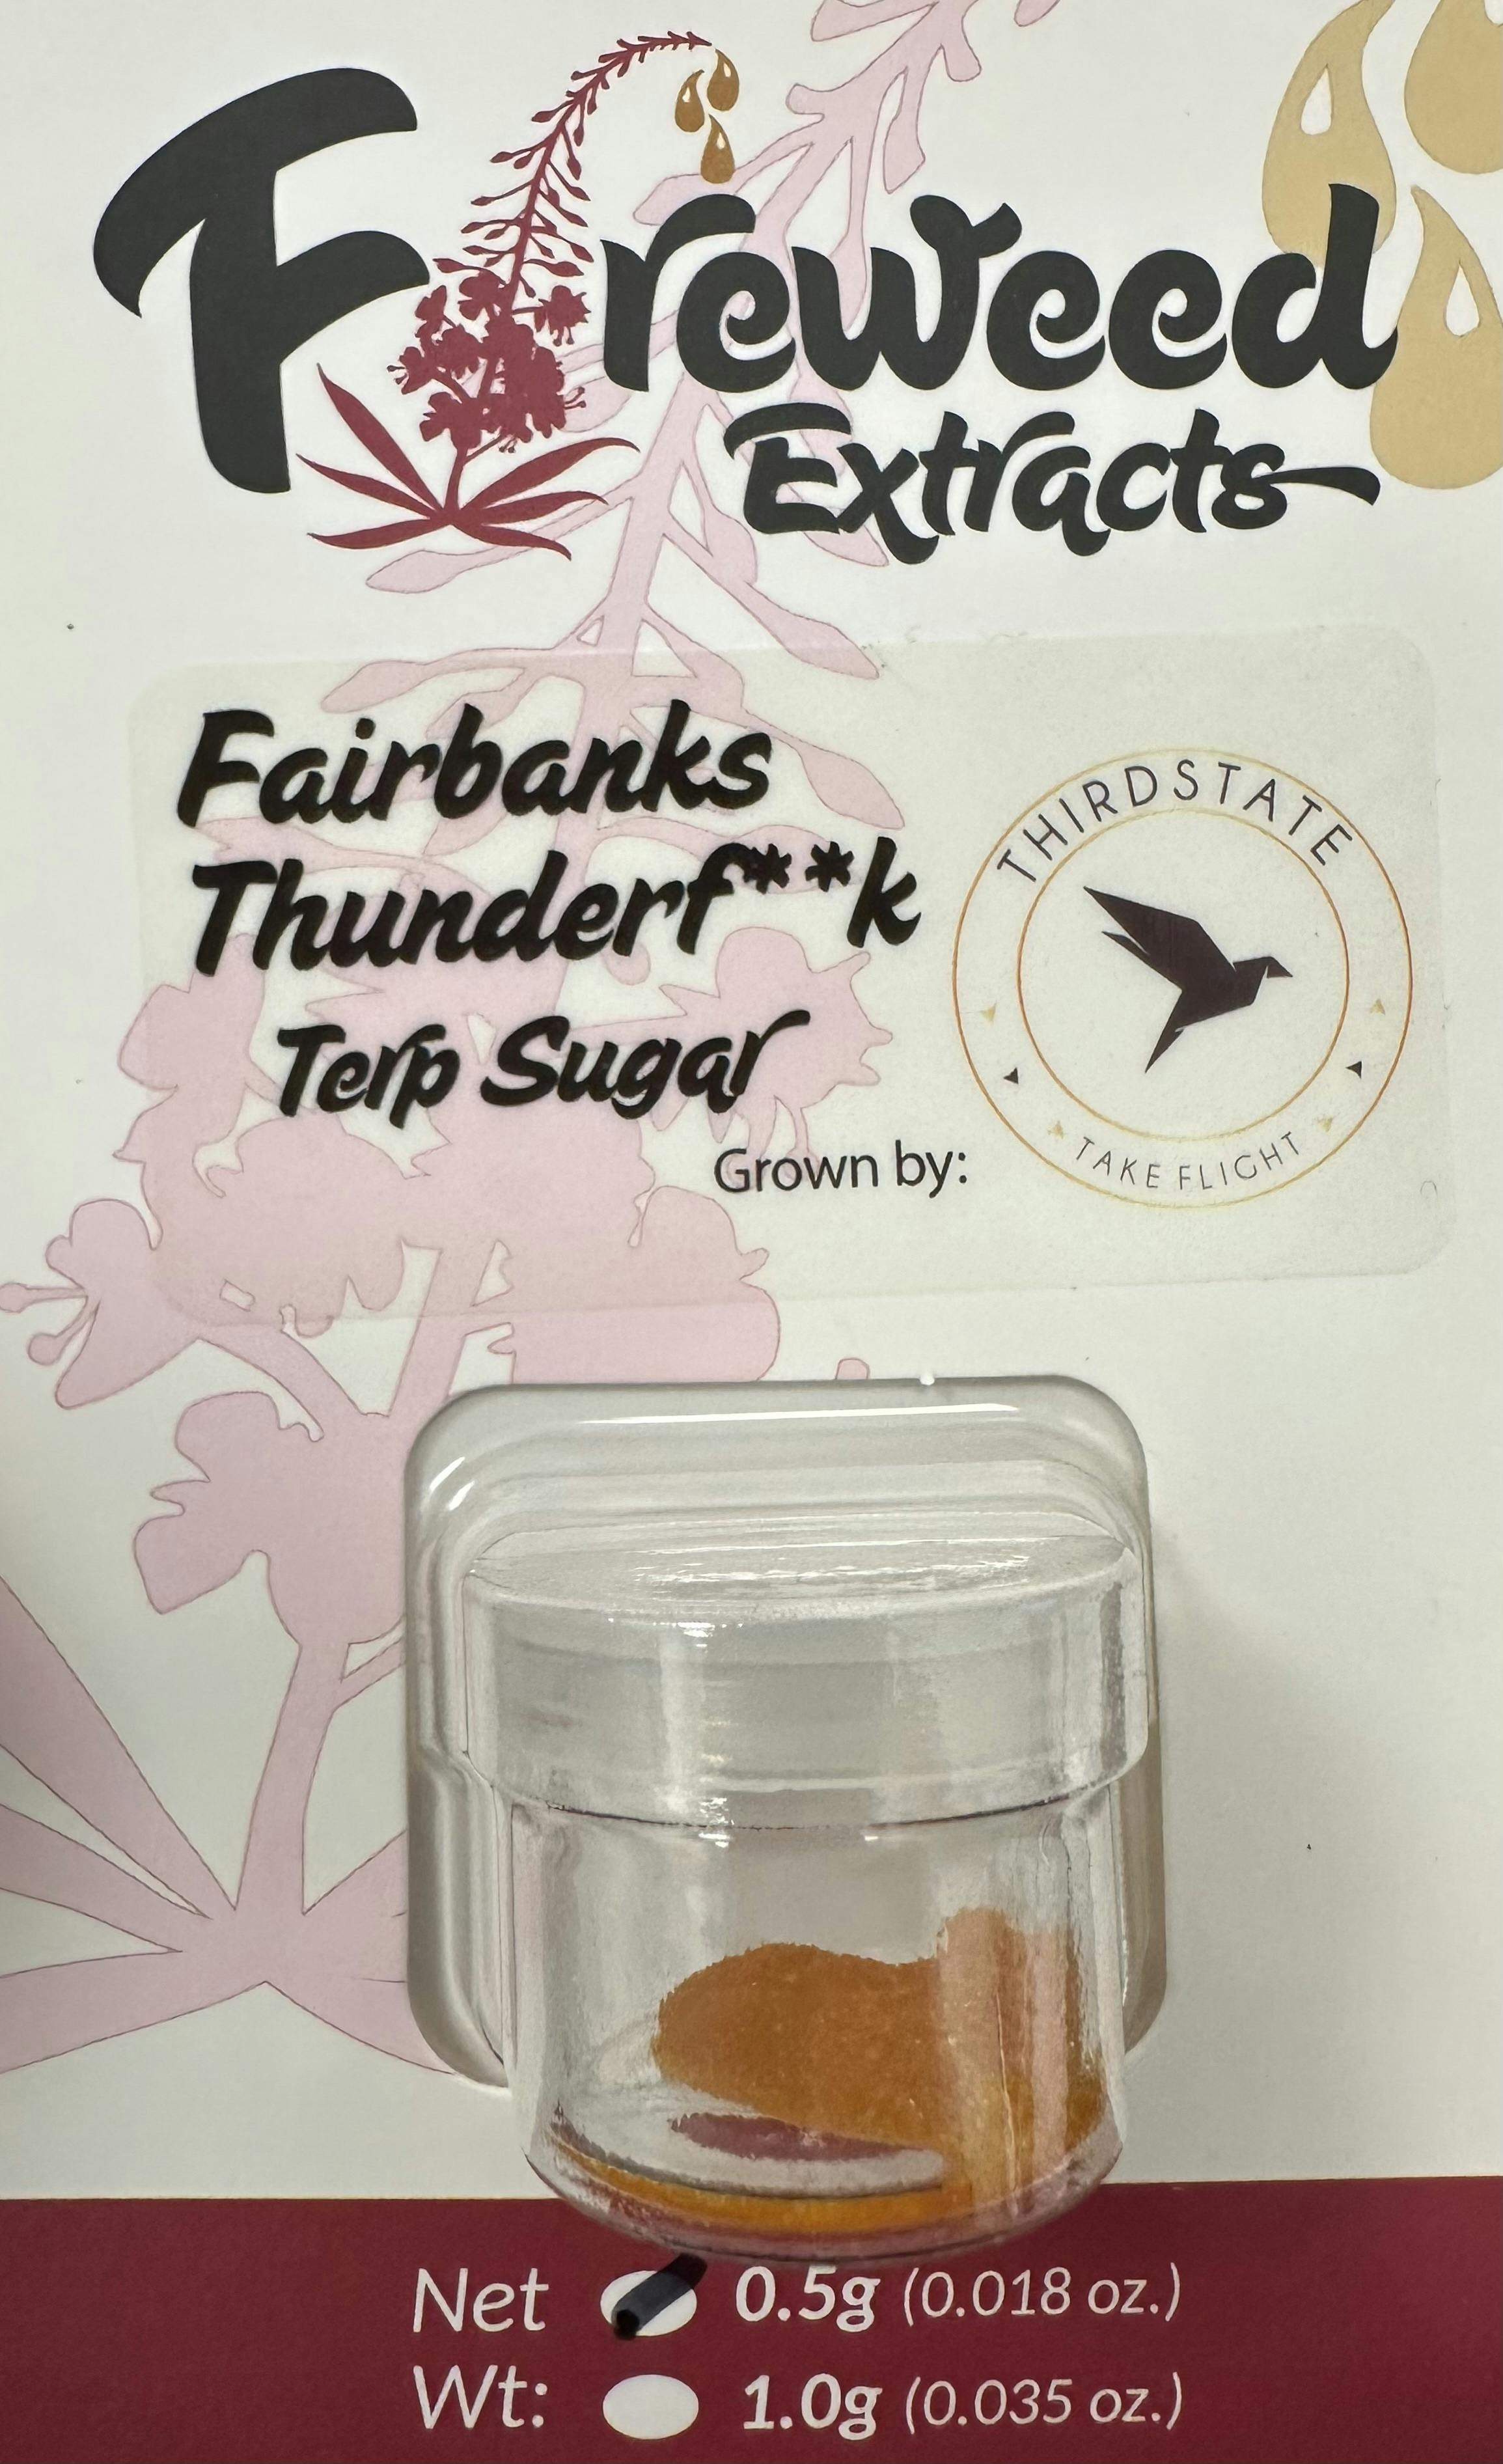 Fireweed
Extracts
Fairbanks
Thunderf**k
Terp Sugar
Grown by:
THIRDSTATE
TAKE FLIGHT
Net 0.5g (0.018 oz.)
Wt: 1.0g (0.035 oz.)